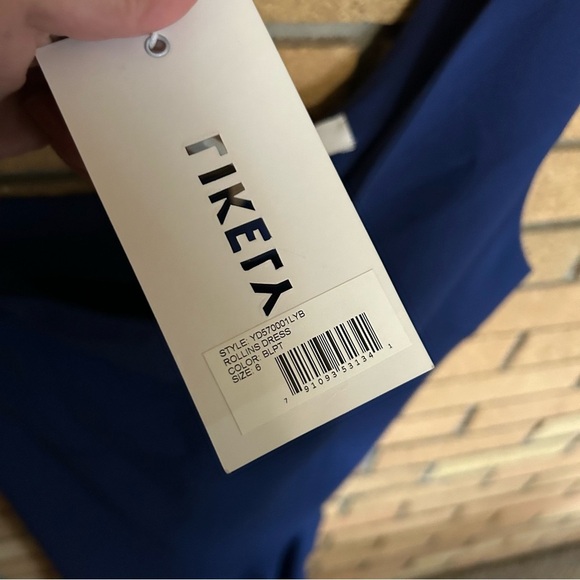 LIKELY
STYLE: YD570001LYB
ROLLINS DRESS
COLOR: BLPT
SIZE: 6
7 91093 53134 1